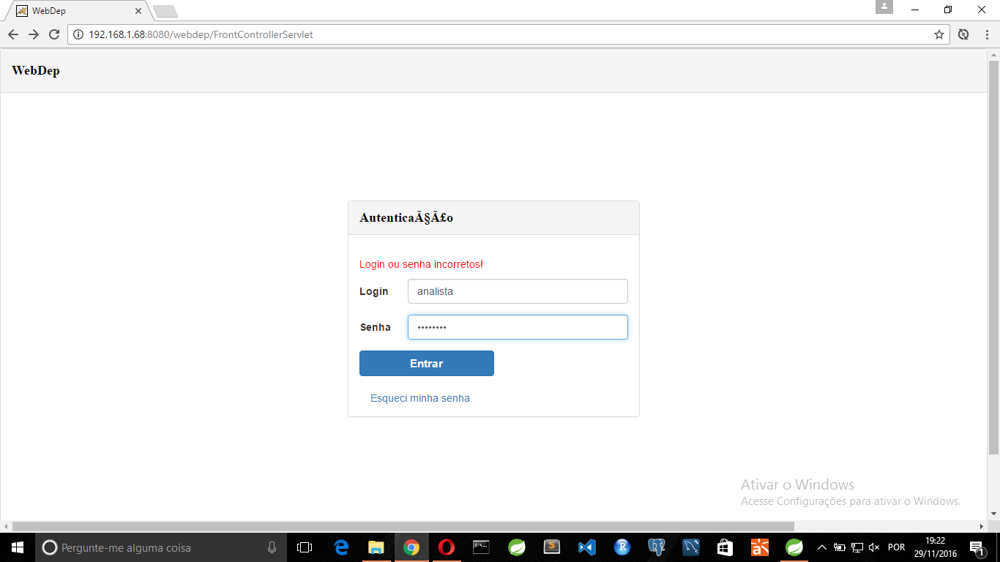 WebDep
192.168.1.68:8080/webdep/FrontControllerServlet
WebDep
AutenticaÃ§Ã£o
Login ou senha incorretos!
Login analista
Senha ••••••••
Entrar
Esqueci minha senha
Ativar o Windows
Acesse Configurações para ativar o Windows.
Pergunte-me alguma coisa
POR
19:22
29/11/2016
1